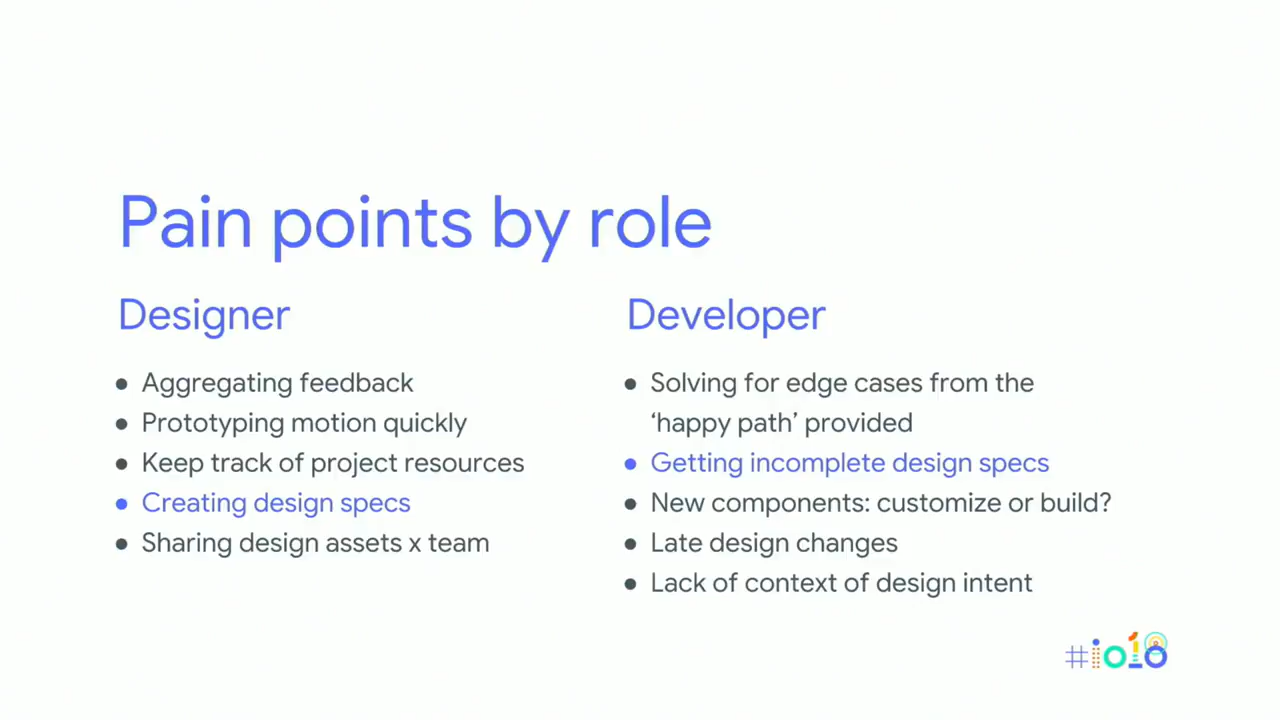 Pain points by role
Designer
● Aggregating feedback
● Prototyping motion quickly
● Keep track of project resources
● Creating design specs
● Sharing design assets x team
Developer
● Solving for edge cases from the
‘happy path’ provided
● Getting incomplete design specs
● New components: customize or build?
● Late design changes
● Lack of context of design intent
#io18